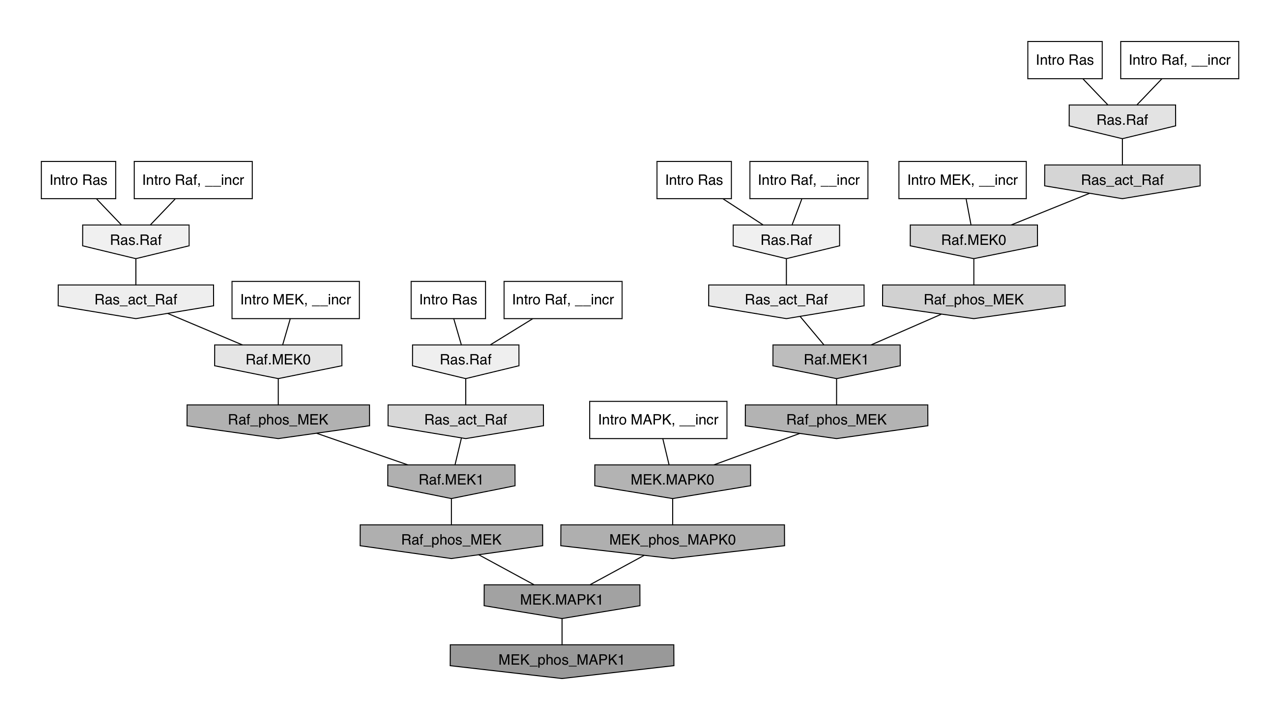 Intro Ras
Intro Raf, __incr
Ras.Raf
Intro Ras
Intro Raf, __incr
Intro Ras
Intro Raf, __incr
Intro MEK, __incr
Ras_act_Raf
Ras.Raf
Ras.Raf
Raf.MEK0
Ras_act_Raf
Intro MEK, __incr
Intro Ras
Intro Raf, __incr
Ras_act_Raf
Raf_phos_MEK
Raf.MEK0
Ras.Raf
Raf.MEK1
Raf_phos_MEK
Ras_act_Raf
Intro MAPK, __incr
Raf_phos_MEK
Raf.MEK1
MEK.MAPK0
Raf_phos_MEK
MEK_phos_MAPK0
MEK.MAPK1
MEK_phos_MAPK1